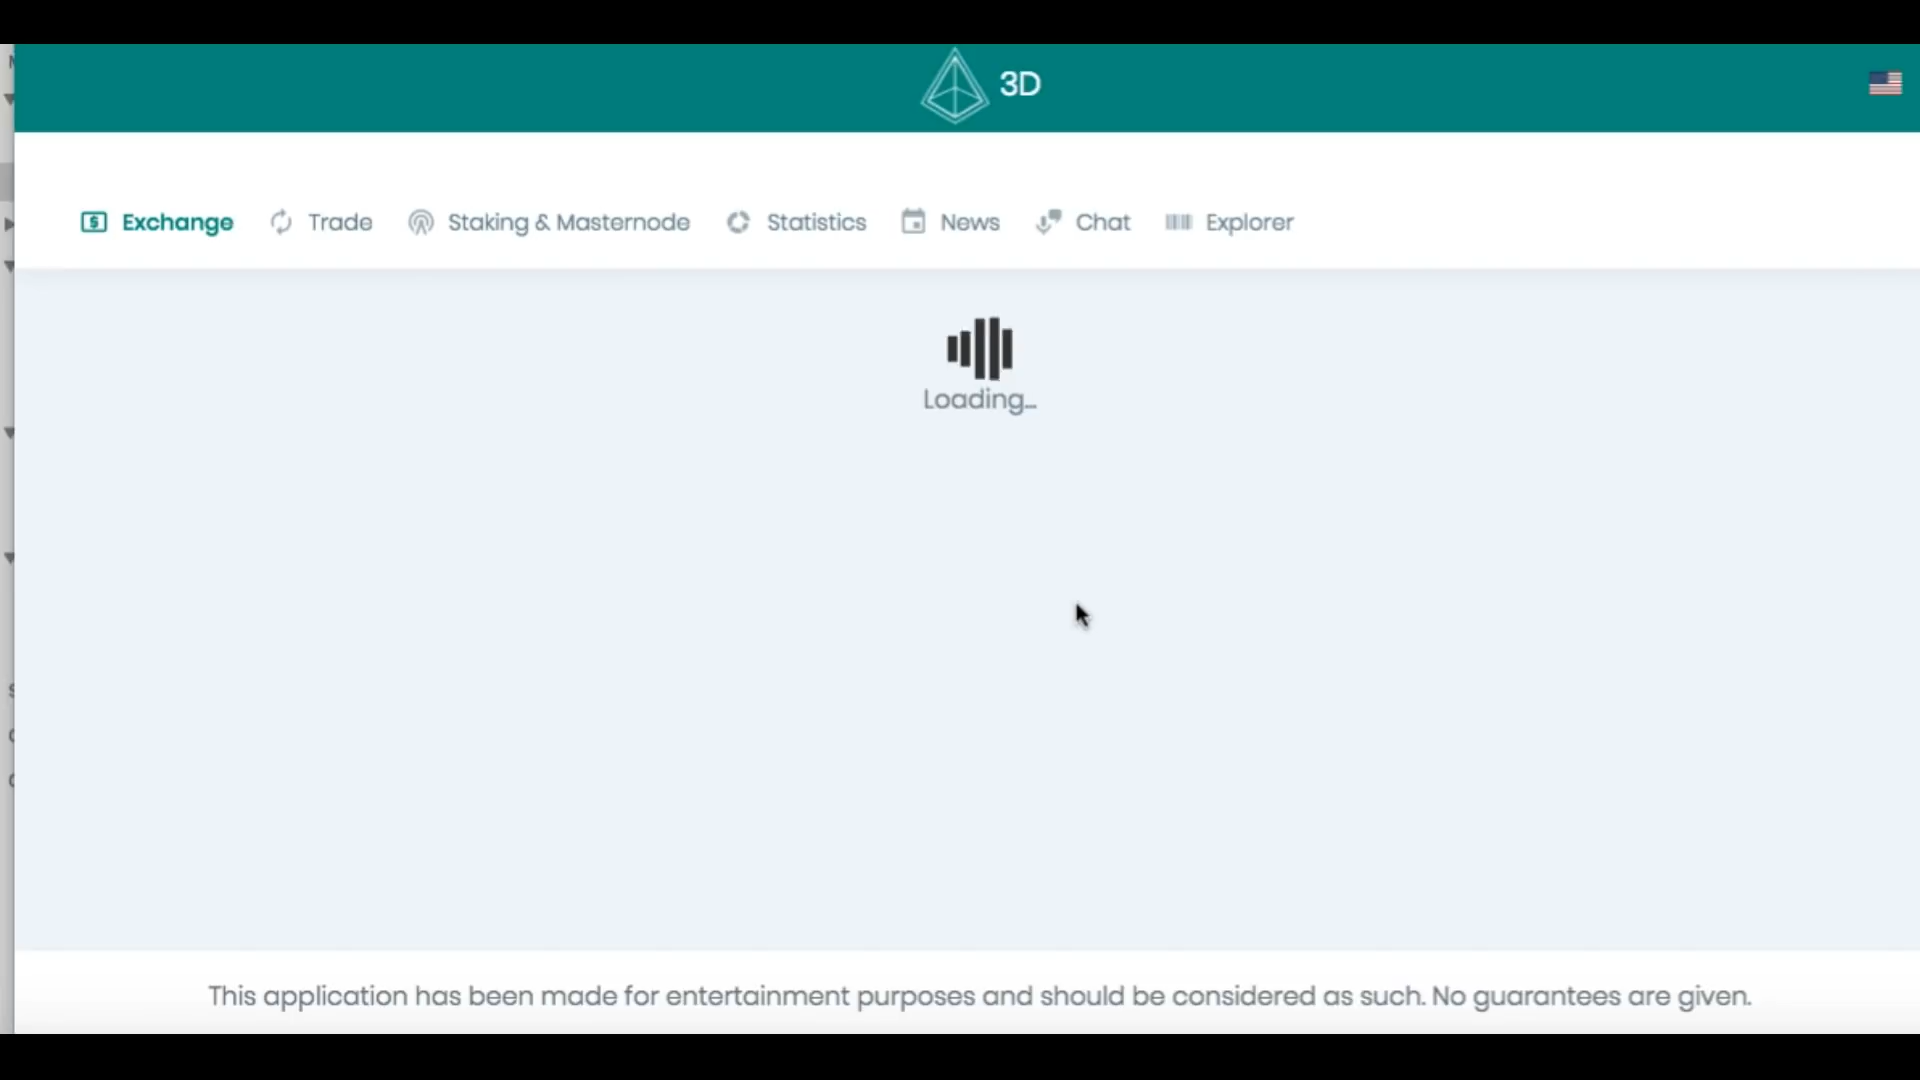 3D
Exchange Trade Staking & Masternode Statistics News Chat Explorer
Loading...
This application has been made for entertainment purposes and should be considered as such. No guarantees are given.